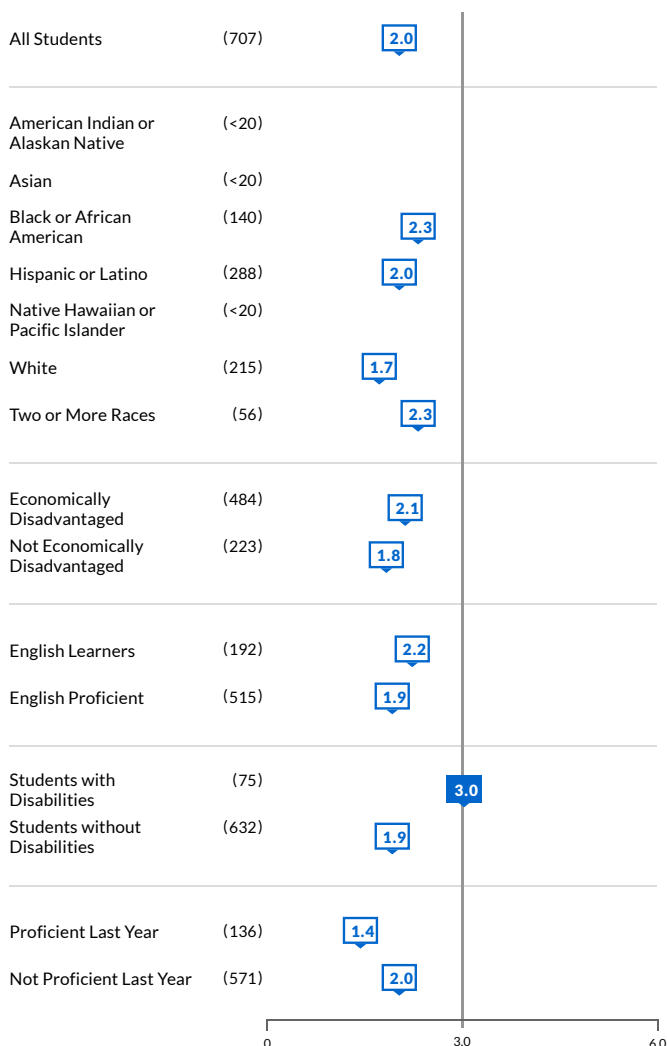 All Students (707) 2.0
American Indian or (<20)
Alaskan Native
Asian (<20)
Black or African (140) 2.3
American
Hispanic or Latino (288) 2.0
Native Hawaiian or (<20)
Pacific Islander
White (215) 1.7
Two or More Races (56) 2.3
Economically (484) 2.1
Disadvantaged
Not Economically (223) 1.8
Disadvantaged
English Learners (192) 2.2
English Proficient (515) 1.9
Students with (75) 3.0
Disabilities
Students without (632) 1.9
Disabilities
Proficient Last Year (136) 1.4
Not Proficient Last Year (571) 2.0
0 3.0 6.0